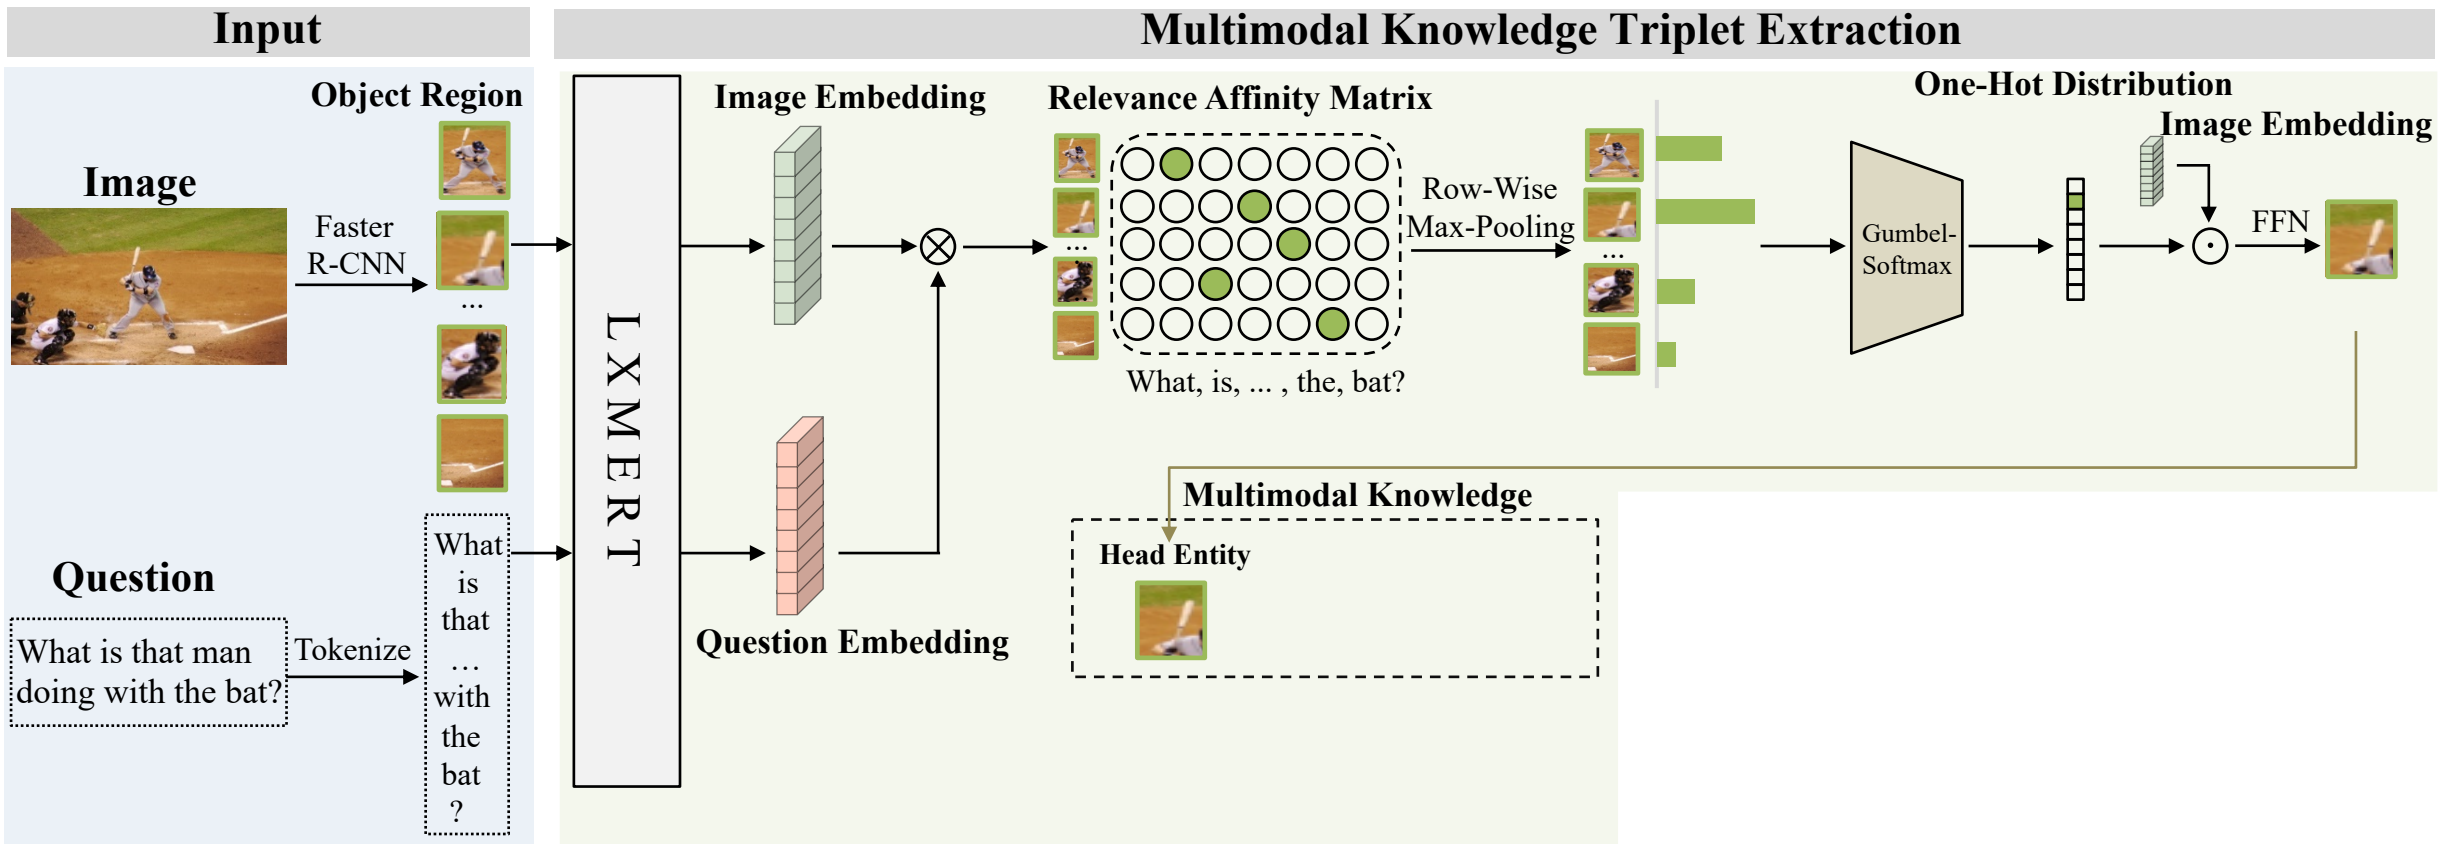 Input
Multimodal Knowledge Triplet Extraction
Object Region
Image
Faster
R-CNN
...
Question
What is that man
doing with the bat?
Tokenize
What
is
that
...
with
the
bat
?
LXMERT
Image Embedding
Question Embedding
Relevance Affinity Matrix
...
What, is, ... , the, bat?
Row-Wise
Max-Pooling
...
Gumbel-
Softmax
One-Hot Distribution
Image Embedding
FFN
Multimodal Knowledge
Head Entity